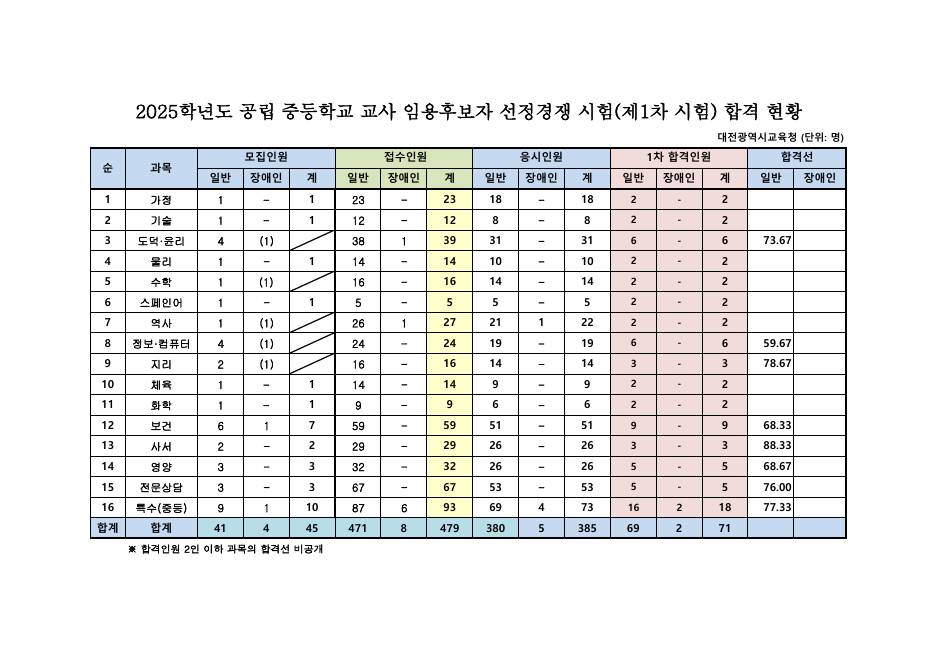 2025학년도 공립 중등학교 교사 임용후보자 선정경쟁 시험(제1차 시험) 합격 현황
대전광역시교육청 (단위: 명)
순 과목 모집인원 접수인원 응시인원 1차 합격인원 합격선
일반 장애인 계 일반 장애인 계 일반 장애인 계 일반 장애인 계 일반 장애인
1 가정 1 – 1 23 – 23 18 – 18 2 - 2
2 기술 1 – 1 12 – 12 8 – 8 2 - 2
3 도덕·윤리 4 (1) 38 1 39 31 – 31 6 - 6 73.67
4 물리 1 – 1 14 – 14 10 – 10 2 - 2
5 수학 1 (1) 16 – 16 14 – 14 2 - 2
6 스페인어 1 – 1 5 – 5 5 – 5 2 - 2
7 역사 1 (1) 26 1 27 21 1 22 2 - 2
8 정보·컴퓨터 4 (1) 24 – 24 19 – 19 6 - 6 59.67
9 지리 2 (1) 16 – 16 14 – 14 3 - 3 78.67
10 체육 1 – 1 14 – 14 9 – 9 2 - 2
11 화학 1 – 1 9 – 9 6 – 6 2 - 2
12 보건 6 1 7 59 – 59 51 – 51 9 - 9 68.33
13 사서 2 – 2 29 – 29 26 – 26 3 - 3 88.33
14 영양 3 – 3 32 – 32 26 – 26 5 - 5 68.67
15 전문상담 3 – 3 67 – 67 53 – 53 5 - 5 76.00
16 특수(중등) 9 1 10 87 6 93 69 4 73 16 2 18 77.33
합계 합계 41 4 45 471 8 479 380 5 385 69 2 71
※ 합격인원 2인 이하 과목의 합격선 비공개